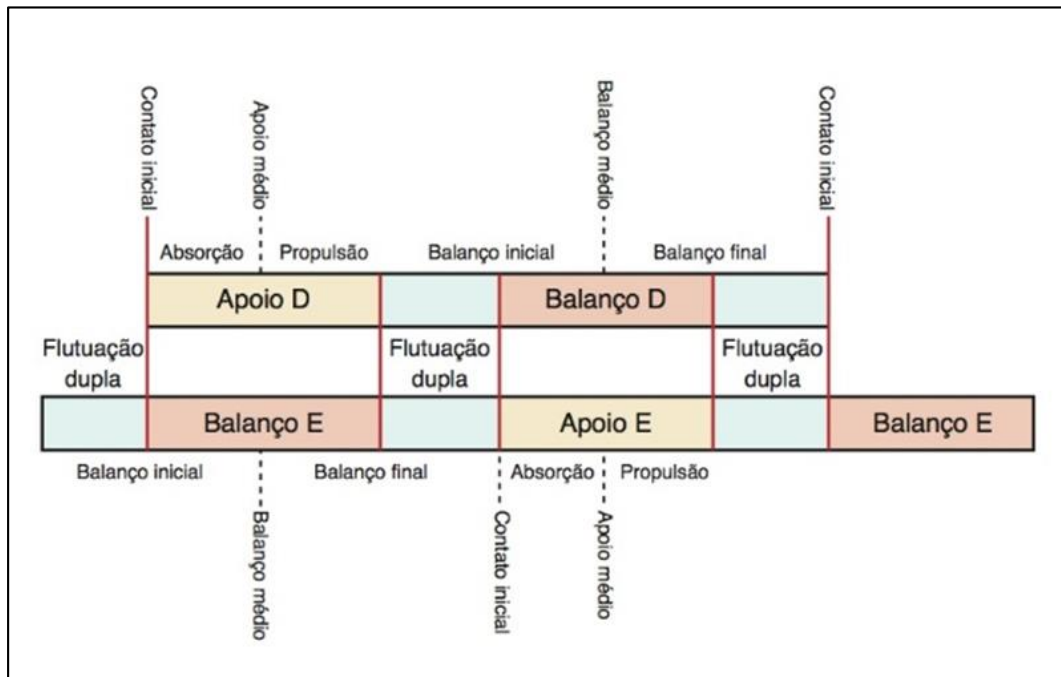 Contato inicial
Apoio médio
Balanço médio
Contato inicial
Absorção
Propulsão
Balanço inicial
Balanço final
Apoio D
Balanço D
Flutuação
dupla
Flutuação
dupla
Flutuação
dupla
Balanço E
Apoio E
Balanço E
Balanço inicial
Balanço final
Absorção
Propulsão
Balanço médio
Contato inicial
Apoio médio